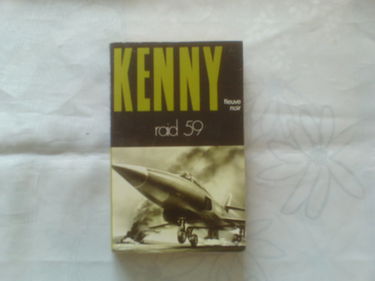 KENNY
fleuve
noir
raid 59